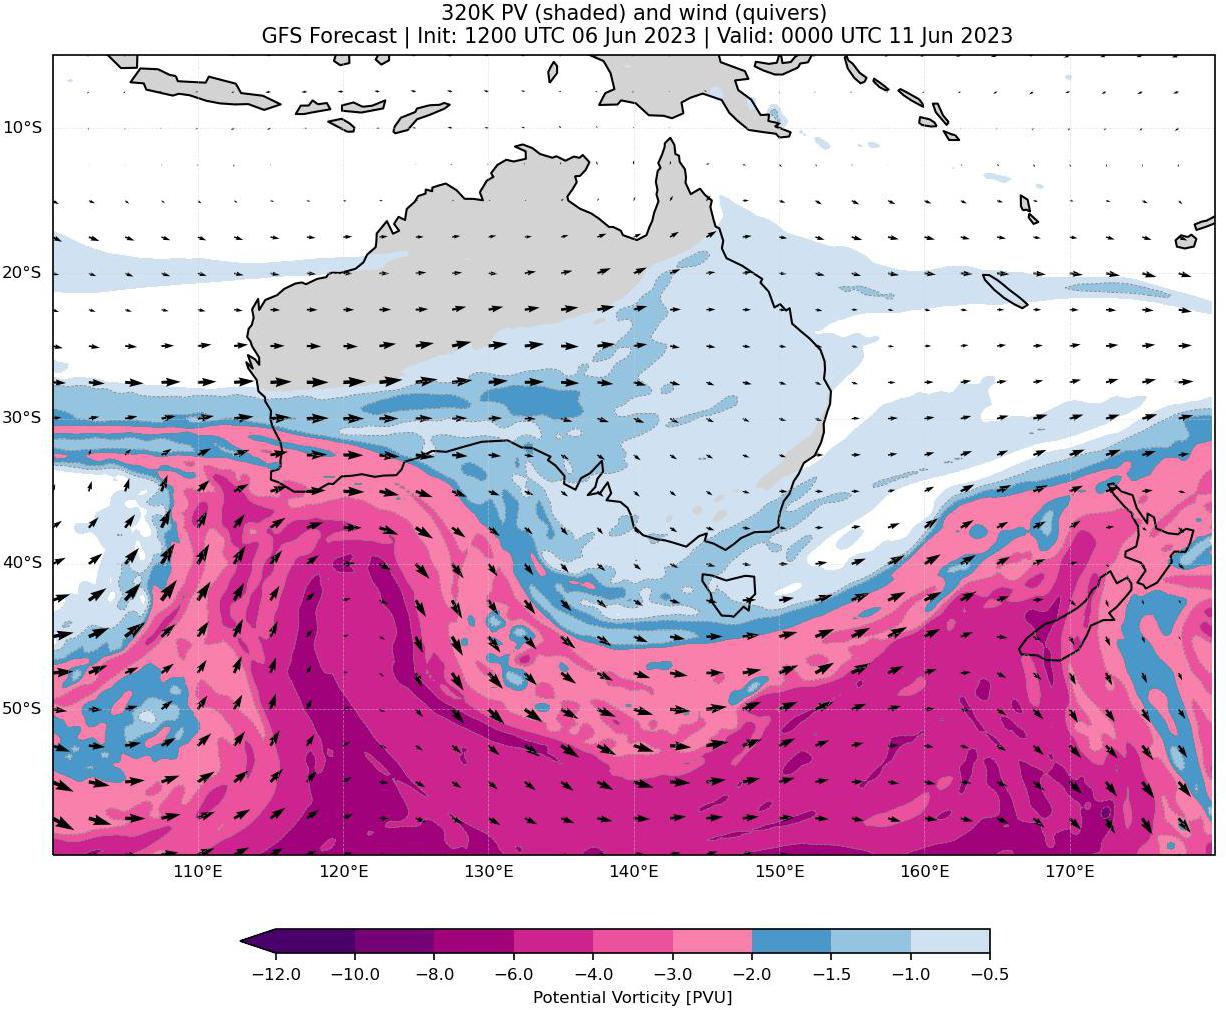 320K PV (shaded) and wind (quivers)
GFS Forecast | Init: 1200 UTC 06 Jun 2023 | Valid: 0000 UTC 11 Jun 2023
10°S
20°S
30°S
40°S
50°S
110°E 120°E 130°E 140°E 150°E 160°E 170°E
−12.0 −10.0 −8.0 −6.0 −4.0 −3.0 −2.0 −1.5 −1.0 −0.5
Potential Vorticity [PVU]